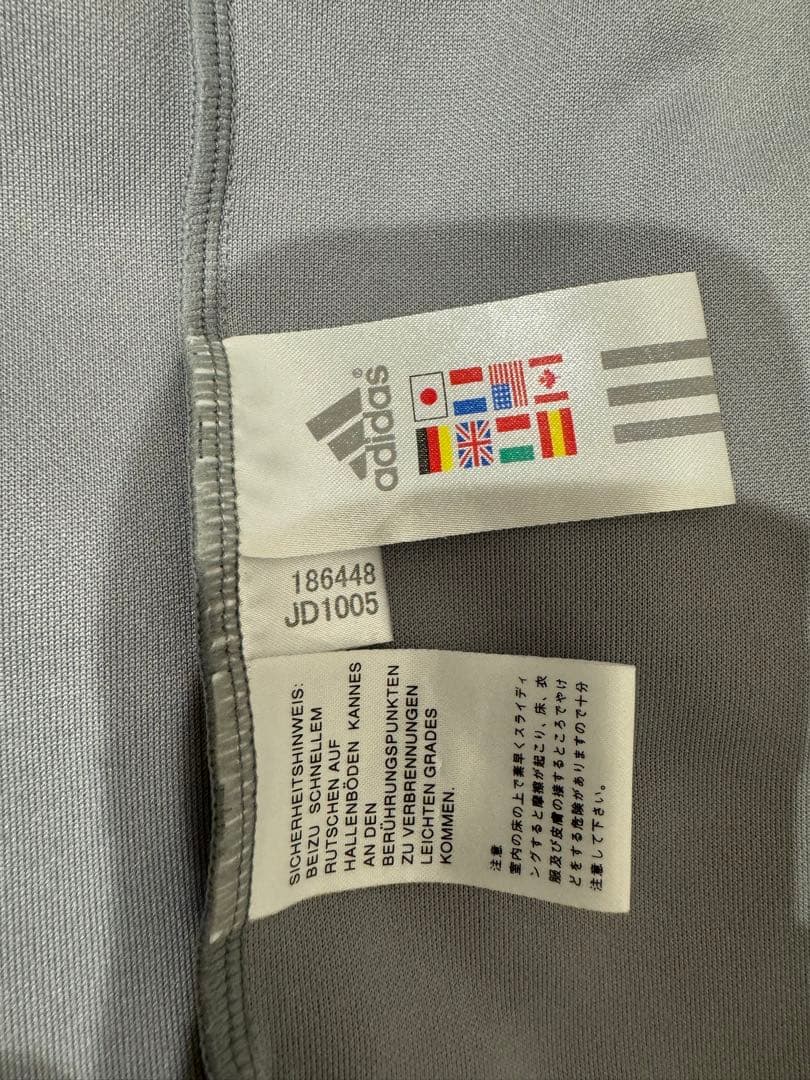 adidas®
186448
JD1005
SICHERHEITSHINWEIS:
BEIZU SCHNELLEM
RUTSCHEN AUF
HALLENBÖDEN KANNES
AN DEN
BERÜHRUNGSPUNKTEN
ZU VERBRENNUNGEN
LEICHTEN GRADES
KOMMEN.
注意
室内の床の上で素早くスライディ
ングすると摩擦が起こり、床、衣
服及び皮膚の接するところでやけ
どをする危険がありますので十分
注意して下さい。